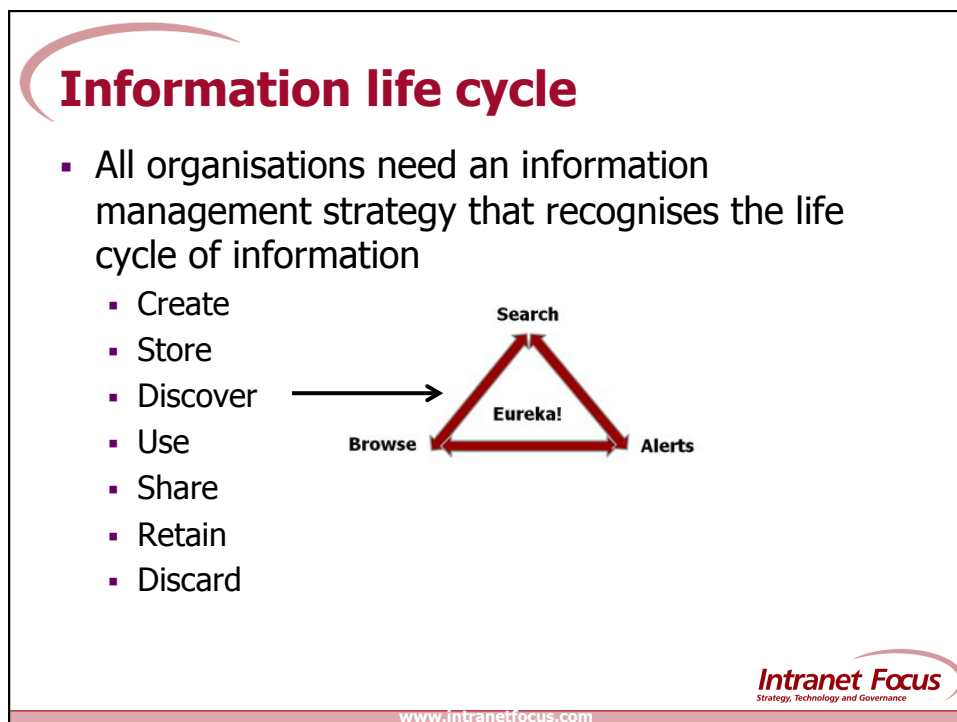 Information life cycle
▪ All organisations need an information
management strategy that recognises the life
cycle of information
▪ Create
▪ Store
▪ Discover
▪ Use
▪ Share
▪ Retain
▪ Discard
Search
Eureka!
Browse
Alerts
Intranet Focus
Strategy, Technology and Governance
www.intranetfocus.com